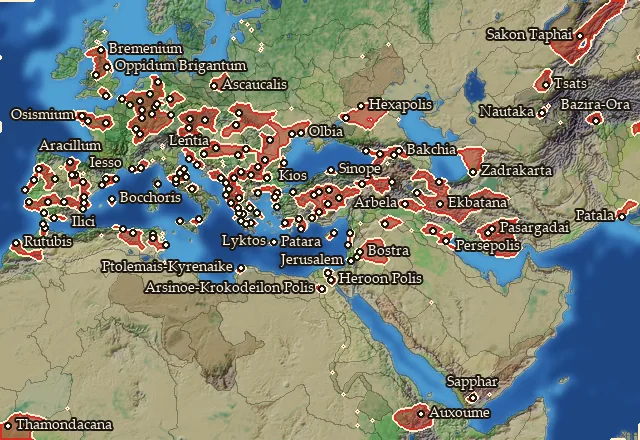 Sakon Taphai
Bremenium
Oppidum Brigantum
Ascaucalis
Tsats
Hexapolis
Bazira-Ora
Osismium
Nautaka
Olbia
Lentia
Aracillum
Bakchia
Iesso
Sinope
Zadrakarta
Kios
Bocchoris
Arbela
Ekbatana
Patala
Ilici
Pasargadai
Rutubis
Lyktos
Patara
Persepolis
Bostra
Jerusalem
Ptolemais-Kyrenaike
Heroon Polis
Arsinoe-Krokodeilon Polis
Sapphar
Auxoume
Thamondacana